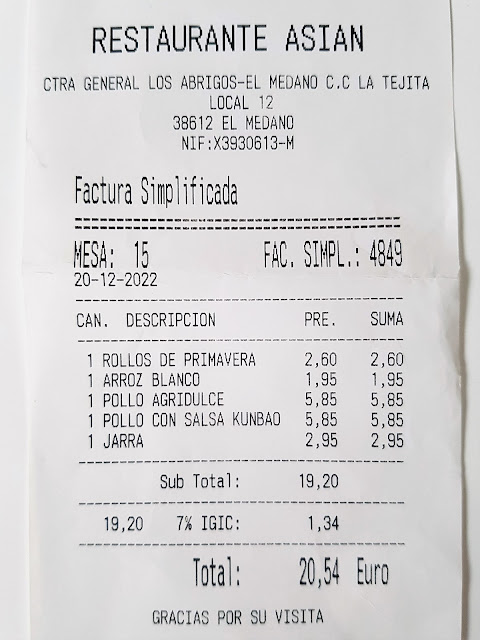 RESTAURANTE ASIAN
CTRA GENERAL LOS ABRIGOS-EL MEDANO C.C LA TEJITA
LOCAL 12
38612 EL MEDANO
NIF:X3930613-M
Factura Simplificada
MESA: 15 FAC. SIMPL.: 4849
20-12-2022
CAN. DESCRIPCION PRE. SUMA
1 ROLLOS DE PRIMAVERA 2,60 2,60
1 ARROZ BLANCO 1,95 1,95
1 POLLO AGRIDULCE 5,85 5,85
1 POLLO CON SALSA KUNBAO 5,85 5,85
1 JARRA 2,95 2,95
Sub Total: 19,20
19,20 7% IGIC: 1,34
Total: 20,54 Euro
GRACIAS POR SU VISITA